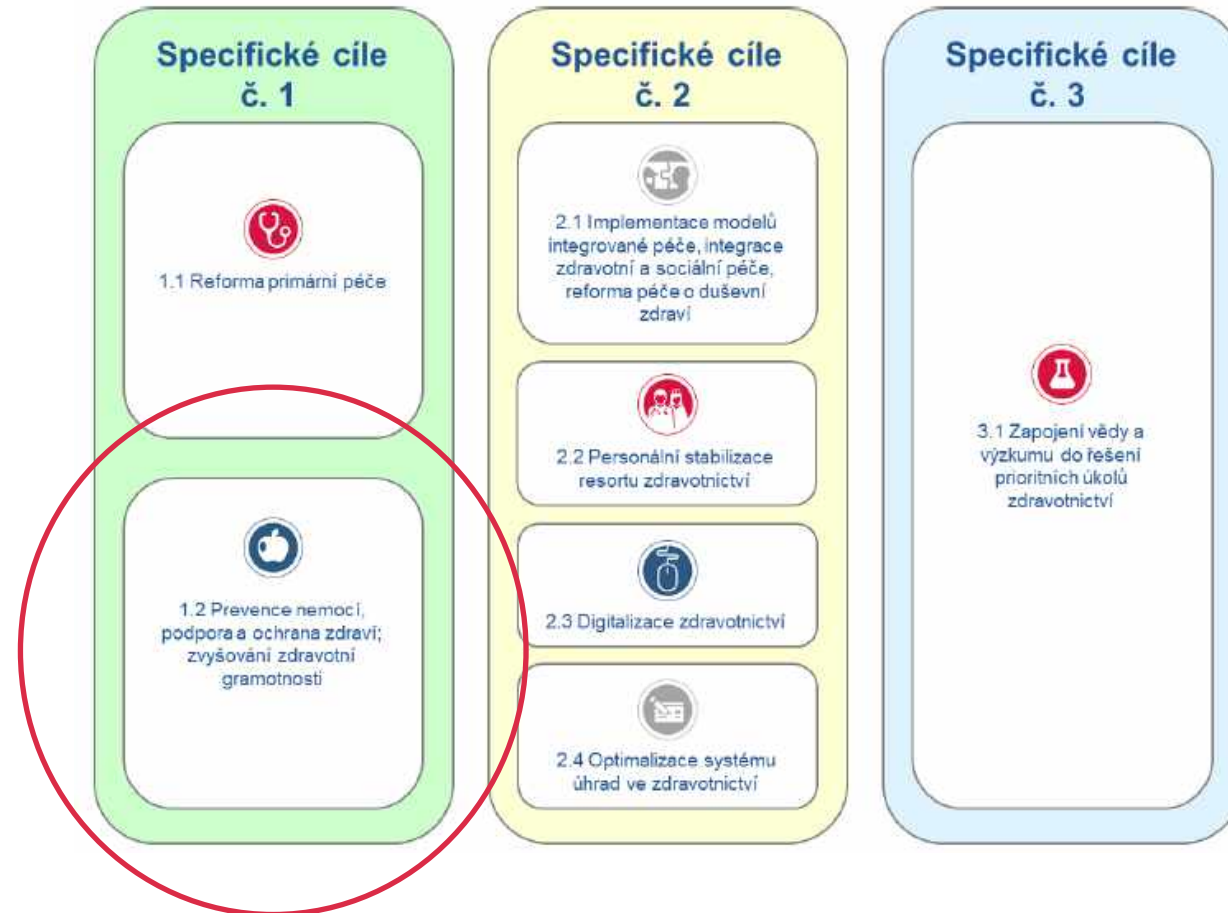 Specifické cíle
č. 1
1.1 Reforma primární péče
1.2 Prevence nemocí,
podpora a ochrana zdraví;
zvyšování zdravotní
gramotnosti
Specifické cíle
č. 2
2.1 Implementace modelů
integrované péče, integrace
zdravotní a sociální péče,
reforma péče o duševní
zdraví
2.2 Personální stabilizace
resortu zdravotnictví
2.3 Digitalizace zdravotnictví
2.4 Optimalizace systému
úhrad ve zdravotnictví
Specifické cíle
č. 3
3.1 Zapojení vědy a
výzkumu do řešení
prioritních úkolů
zdravotnictví